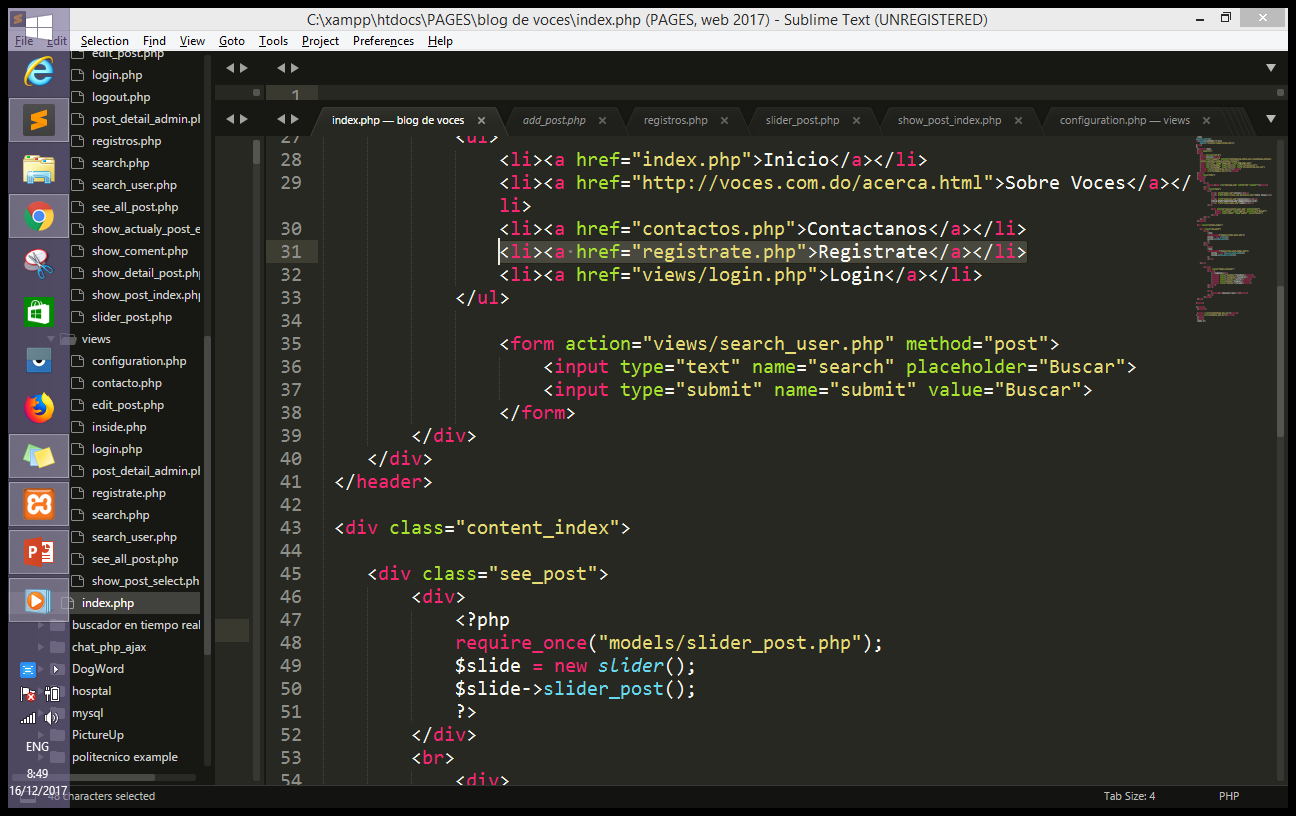 C:\xampp\htdocs\PAGES\blog de voces\index.php (PAGES, web 2017) - Sublime Text (UNREGISTERED)
File Edit Selection Find View Goto Tools Project Preferences Help
edit_post.php
login.php
logout.php
post_detail_admin.p
registros.php
search.php
search_user.php
see_all_post.php
show_actualy_post_e
show_coment.php
show_detail_post.php
show_post_index.php
slider_post.php
views
configuration.php
contacto.php
edit_post.php
inside.php
login.php
post_detail_admin.ph
registrate.php
search.php
search_user.php
see_all_post.php
show_post_select.ph
index.php
buscador en tiempo real
chat_php_ajax
DogWord
hosptal
mysql
PictureUp
politecnico example
ENG
8:49
16/12/2017
1
index.php — blog de voces
add_post.php
registros.php
slider_post.php
show_post_index.php
configuration.php — views
27 <ul>
28 <li><a href="index.php">Inicio</a></li>
29 <li><a href="http://voces.com.do/acerca.html">Sobre Voces</a></
li>
30 <li><a href="contactos.php">Contactanos</a></li>
31 <li><a href="registrate.php">Registrate</a></li>
32 <li><a href="views/login.php">Login</a></li>
33 </ul>
34
35 <form action="views/search_user.php" method="post">
36 <input type="text" name="search" placeholder="Buscar">
37 <input type="submit" name="submit" value="Buscar">
38 </form>
39 </div>
40 </div>
41 </header>
42
43 <div class="content_index">
44
45 <div class="see_post">
46 <div>
47 <?php
48 require_once("models/slider_post.php");
49 $slide = new slider();
50 $slide->slider_post();
51 ?>
52 </div>
53 <br>
54 <div>
48 characters selected
Tab Size: 4
PHP